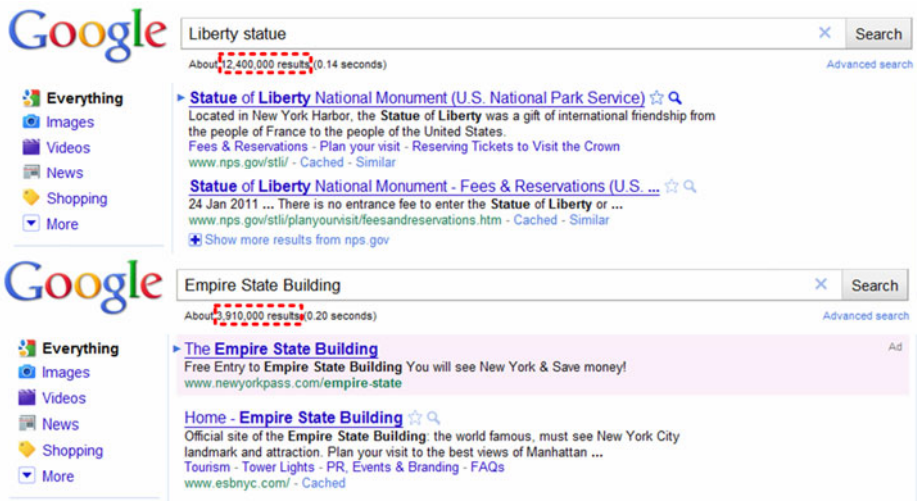 Google
Liberty statue
Search
About 12,400,000 results (0.14 seconds)
Advanced search
Everything
Images
Videos
News
Shopping
More
Statue of Liberty National Monument (U.S. National Park Service)
Located in New York Harbor, the Statue of Liberty was a gift of international friendship from
the people of France to the people of the United States.
Fees & Reservations - Plan your visit - Reserving Tickets to Visit the Crown
www.nps.gov/stli/ - Cached - Similar
Statue of Liberty National Monument - Fees & Reservations (U.S. ...
24 Jan 2011 ... There is no entrance fee to enter the Statue of Liberty or ...
www.nps.gov/stli/planyourvisit/feesandreservations.htm - Cached - Similar
Show more results from nps.gov
Google
Empire State Building
Search
About 3,910,000 results (0.20 seconds)
Advanced search
Everything
Images
Videos
News
Shopping
More
The Empire State Building
Ad
Free Entry to Empire State Building You will see New York & Save money!
www.newyorkpass.com/empire-state
Home - Empire State Building
Official site of the Empire State Building: the world famous, must see New York City
landmark and attraction. Plan your visit to the best views of Manhattan ...
Tourism - Tower Lights - PR, Events & Branding - FAQs
www.esbnyc.com/ - Cached